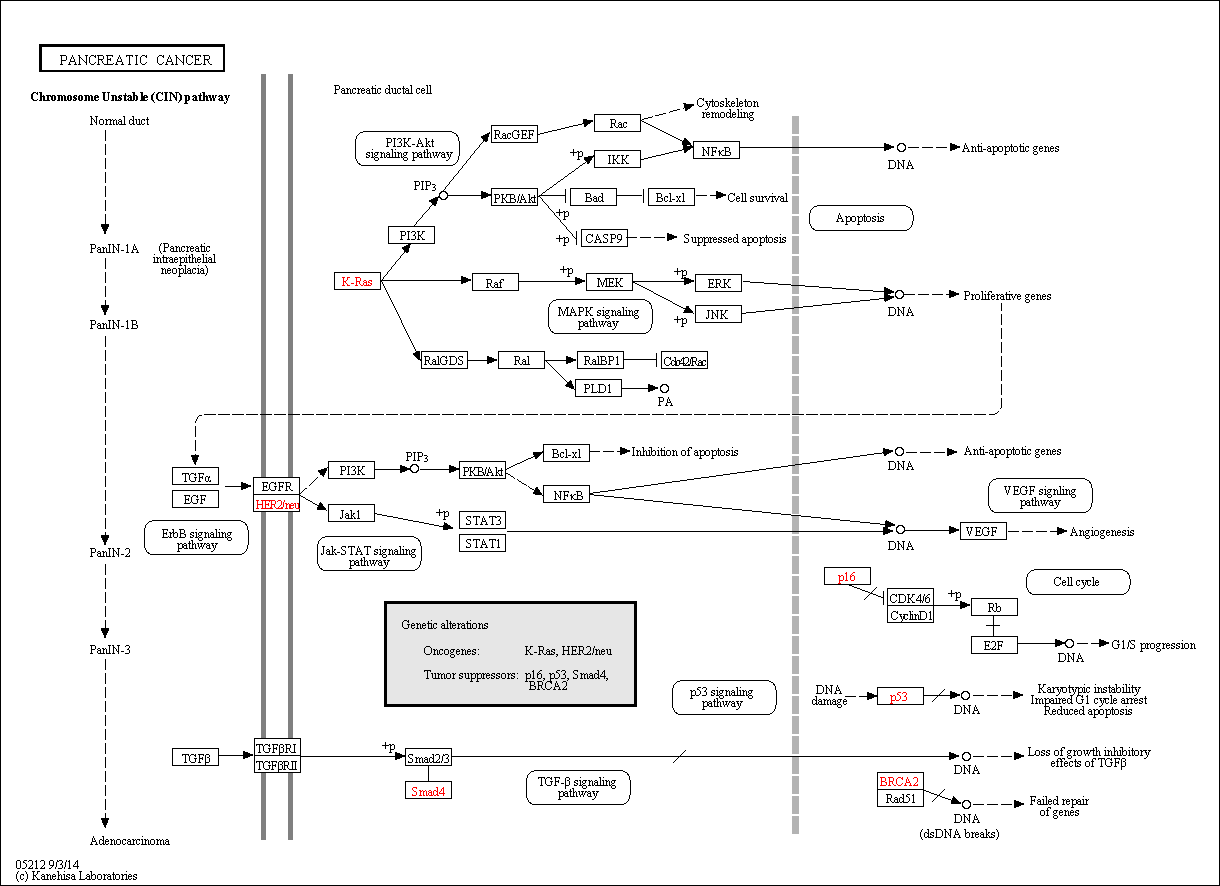 PANCREATIC CANCER
Chromosome Unstable (CIN) pathway
Normal duct
PanIN-1A
(Pancreatic
intraepithelial
neoplacia)
PanIN-1B
PanIN-2
PanIN-3
Adenocarcinoma
Pancreatic ductal cell
PI3K-Akt
signaling pathway
RacGEF
Rac
Cytoskeleton
remodeling
+p
IKK
NFκB
DNA
Anti-apoptotic genes
PIP3
PKB/Akt
Bad
Bcl-xl
Cell survival
+p
+p
CASP9
Suppressed apoptosis
Apoptosis
PI3K
K-Ras
Raf
+p
MEK
+p
ERK
DNA
Proliferative genes
MAPK signaling
pathway
+p
JNK
RalGDS
Ral
RalBP1
Cdc42/Rac
PLD1
PA
TGFα
EGF
EGFR
HER2/neu
ErbB signaling
pathway
PI3K
PIP3
PKB/Akt
Bcl-xl
Inhibition of apoptosis
NFκB
DNA
Anti-apoptotic genes
Jak1
+p
STAT3
STAT1
Jak-STAT signaling
pathway
DNA
VEGF
Angiogenesis
VEGF signling
pathway
p16
CDK4/6
CyclinD1
+p
Rb
E2F
DNA
G1/S progression
Cell cycle
Genetic alterations
Oncogenes: K-Ras, HER2/neu
Tumor suppressors: p16, p53, Smad4,
BRCA2
p53 signaling
pathway
DNA
damage
p53
DNA
Karyotypic instability
Impaired G1 cycle arrest
Reduced apoptosis
TGFβ
TGFβRI
TGFβRII
+p
Smad2/3
Smad4
TGF-β signaling
pathway
DNA
Loss of growth inhibitory
effects of TGFβ
BRCA2
Rad51
DNA
(dsDNA breaks)
Failed repair
of genes
05212 9/3/14
(c) Kanehisa Laboratories